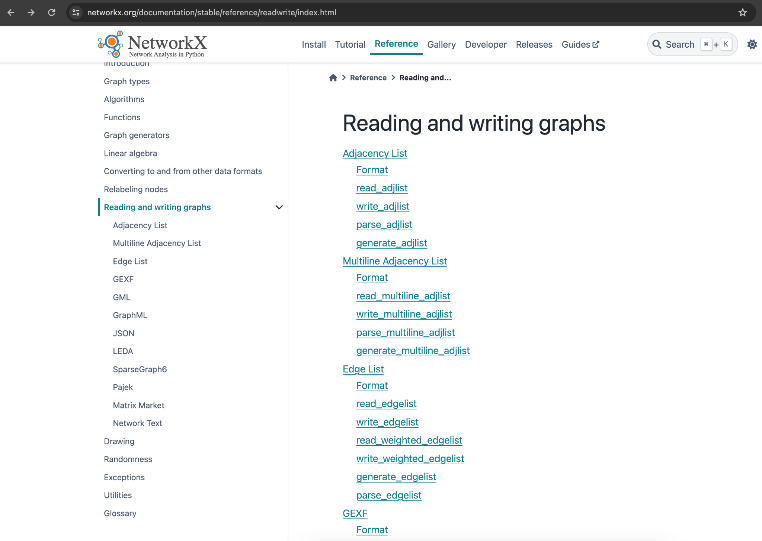 networkx.org/documentation/stable/reference/readwrite/index.html
NetworkX
Network Analysis in Python
Install Tutorial Reference Gallery Developer Releases Guides
Search ⌘ + K
Introduction
Graph types
Algorithms
Functions
Graph generators
Linear algebra
Converting to and from other data formats
Relabeling nodes
Reading and writing graphs
Adjacency List
Multiline Adjacency List
Edge List
GEXF
GML
GraphML
JSON
LEDA
SparseGraph6
Pajek
Matrix Market
Network Text
Drawing
Randomness
Exceptions
Utilities
Glossary
Reference
Reading and...
Reading and writing graphs
Adjacency List
Format
read_adjlist
write_adjlist
parse_adjlist
generate_adjlist
Multiline Adjacency List
Format
read_multiline_adjlist
write_multiline_adjlist
parse_multiline_adjlist
generate_multiline_adjlist
Edge List
Format
read_edgelist
write_edgelist
read_weighted_edgelist
write_weighted_edgelist
generate_edgelist
parse_edgelist
GEXF
Format